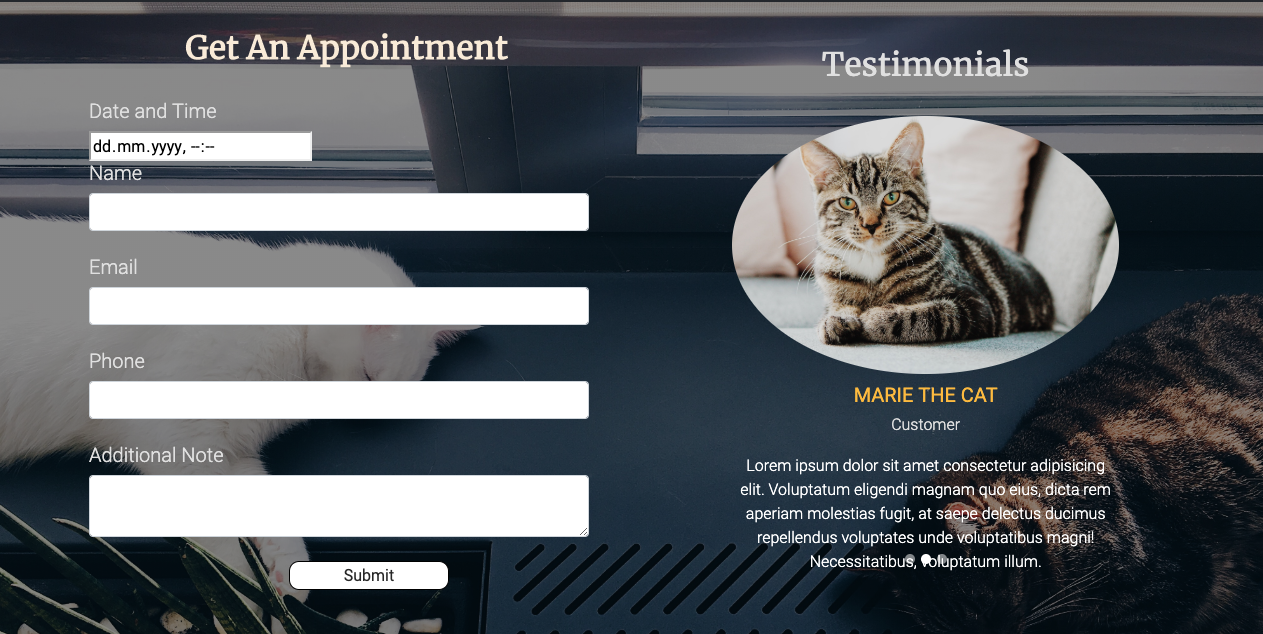 Get An Appointment
Date and Time
dd.mm.yyyy, --:--
Name
Email
Phone
Additional Note
Submit
Testimonials
MARIE THE CAT
Customer
Lorem ipsum dolor sit amet consectetur adipisicing
elit. Voluptatum eligendi magnam quo eius, dicta rem
aperiam molestias fugit, at saepe delectus ducimus
repellendus voluptates unde voluptatibus magni!
Necessitatibus, voluptatum illum.